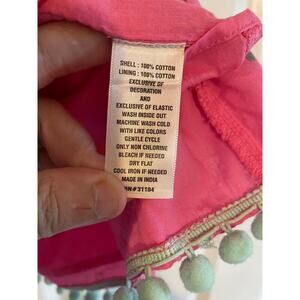 SHELL : 100% COTTON
LINING : 100% COTTON
EXCLUSIVE OF
DECORATION
AND
EXCLUSIVE OF ELASTIC
WASH INSIDE OUT
MACHINE WASH COLD
WITH LIKE COLORS
GENTLE CYCLE
ONLY NON CHLORINE
BLEACH IF NEEDED
DRY FLAT
COOL IRON IF NEEDED
MADE IN INDIA
RN#31104